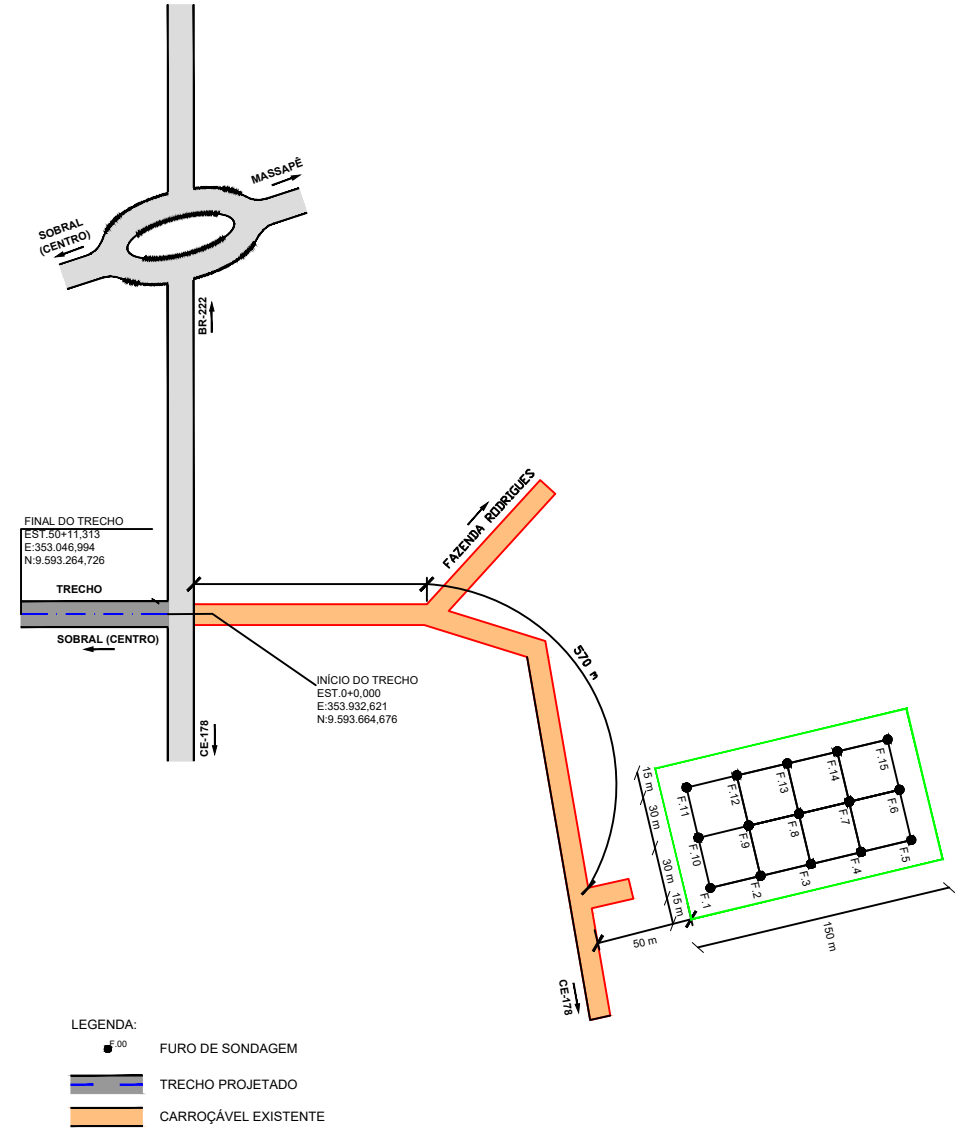 MASSAPÊ
SOBRAL
(CENTRO)
BR-222
FAZENDA RODRIGUES
FINAL DO TRECHO
EST.50+11,313
E:353.046,994
N:9.593.264,726
TRECHO
SOBRAL (CENTRO)
570 m
INÍCIO DO TRECHO
EST.0+0,000
E:353.932,621
N:9.593.664,676
CE-178
15 m
30 m
30 m
15 m
F.11
F.12
F.13
F.14
F.15
F.10
F.9
F.8
F.7
F.6
F.1
F.2
F.3
F.4
F.5
50 m
150 m
CE-178
LEGENDA:
F.00
FURO DE SONDAGEM
TRECHO PROJETADO
CARROÇÁVEL EXISTENTE